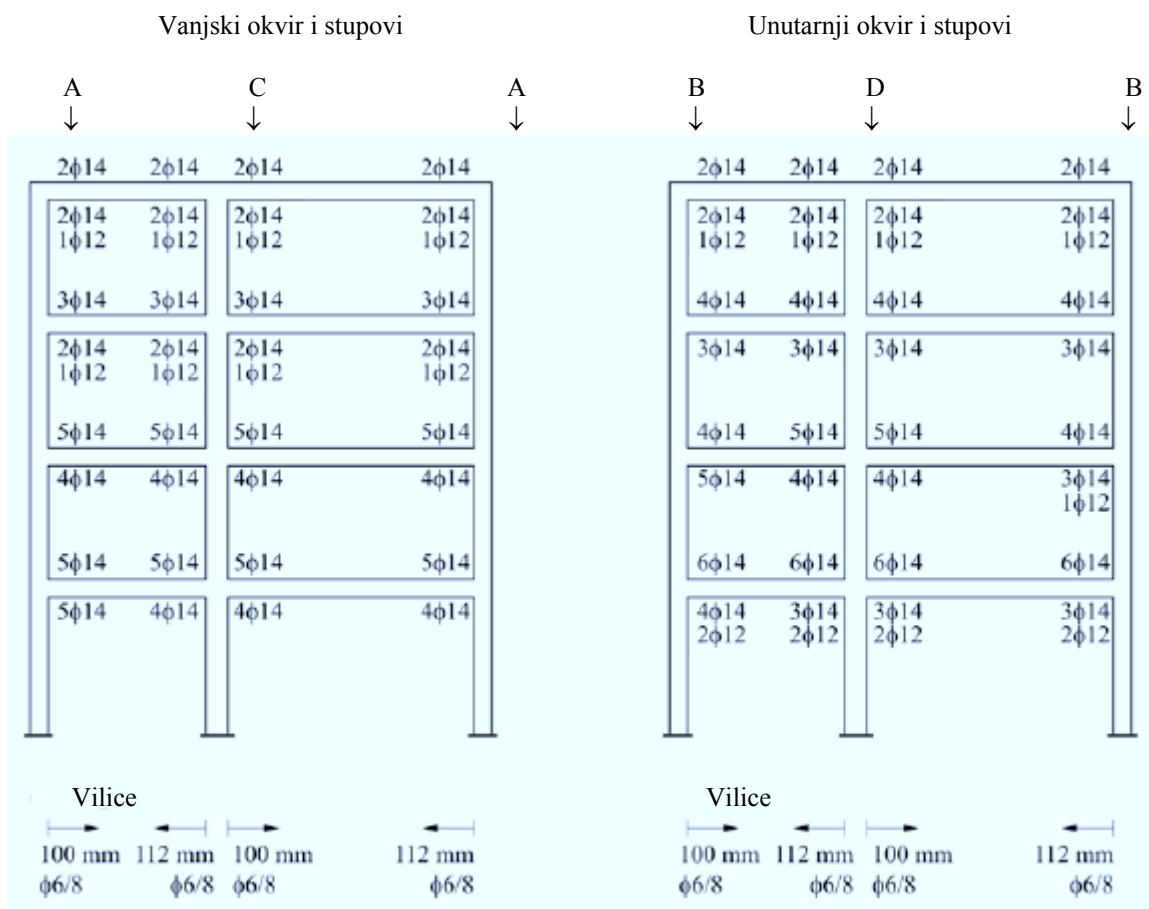 Vanjski okvir i stupovi Unutarnji okvir i stupovi
A C A B D B
↓ ↓ ↓ ↓ ↓ ↓
2ϕ14 2ϕ14 2ϕ14 2ϕ14 2ϕ14 2ϕ14 2ϕ14 2ϕ14
2ϕ14 2ϕ14 2ϕ14 2ϕ14 2ϕ14 2ϕ14 2ϕ14 2ϕ14
1ϕ12 1ϕ12 1ϕ12 1ϕ12 1ϕ12 1ϕ12 1ϕ12 1ϕ12
3ϕ14 3ϕ14 3ϕ14 3ϕ14 4ϕ14 4ϕ14 4ϕ14 4ϕ14
2ϕ14 2ϕ14 2ϕ14 2ϕ14 3ϕ14 3ϕ14 3ϕ14 3ϕ14
1ϕ12 1ϕ12 1ϕ12 1ϕ12
5ϕ14 5ϕ14 5ϕ14 5ϕ14 4ϕ14 5ϕ14 5ϕ14 4ϕ14
4ϕ14 4ϕ14 4ϕ14 4ϕ14 5ϕ14 4ϕ14 4ϕ14 3ϕ14
1ϕ12
5ϕ14 5ϕ14 5ϕ14 5ϕ14 6ϕ14 6ϕ14 6ϕ14 6ϕ14
5ϕ14 4ϕ14 4ϕ14 4ϕ14 4ϕ14 3ϕ14 3ϕ14 3ϕ14
2ϕ12 2ϕ12 2ϕ12 2ϕ12
Vilice Vilice
100 mm 112 mm 100 mm 112 mm 100 mm 112 mm 100 mm 112 mm
ϕ6/8 ϕ6/8 ϕ6/8 ϕ6/8 ϕ6/8 ϕ6/8 ϕ6/8 ϕ6/8